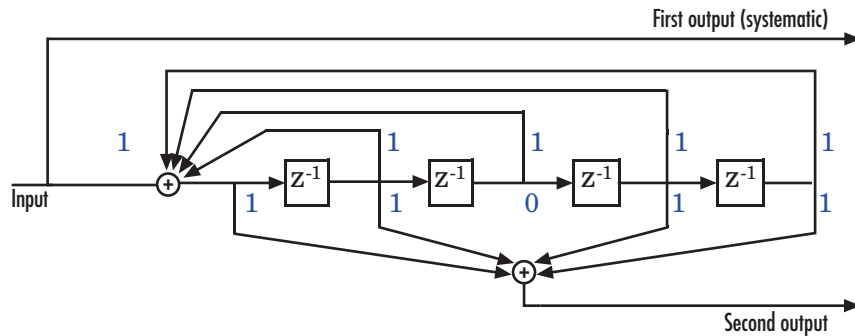 First output (systematic)
1 1 1 1 1
z-1 z-1 z-1 z-1
+
Input
1 1 0 1 1
+
Second output